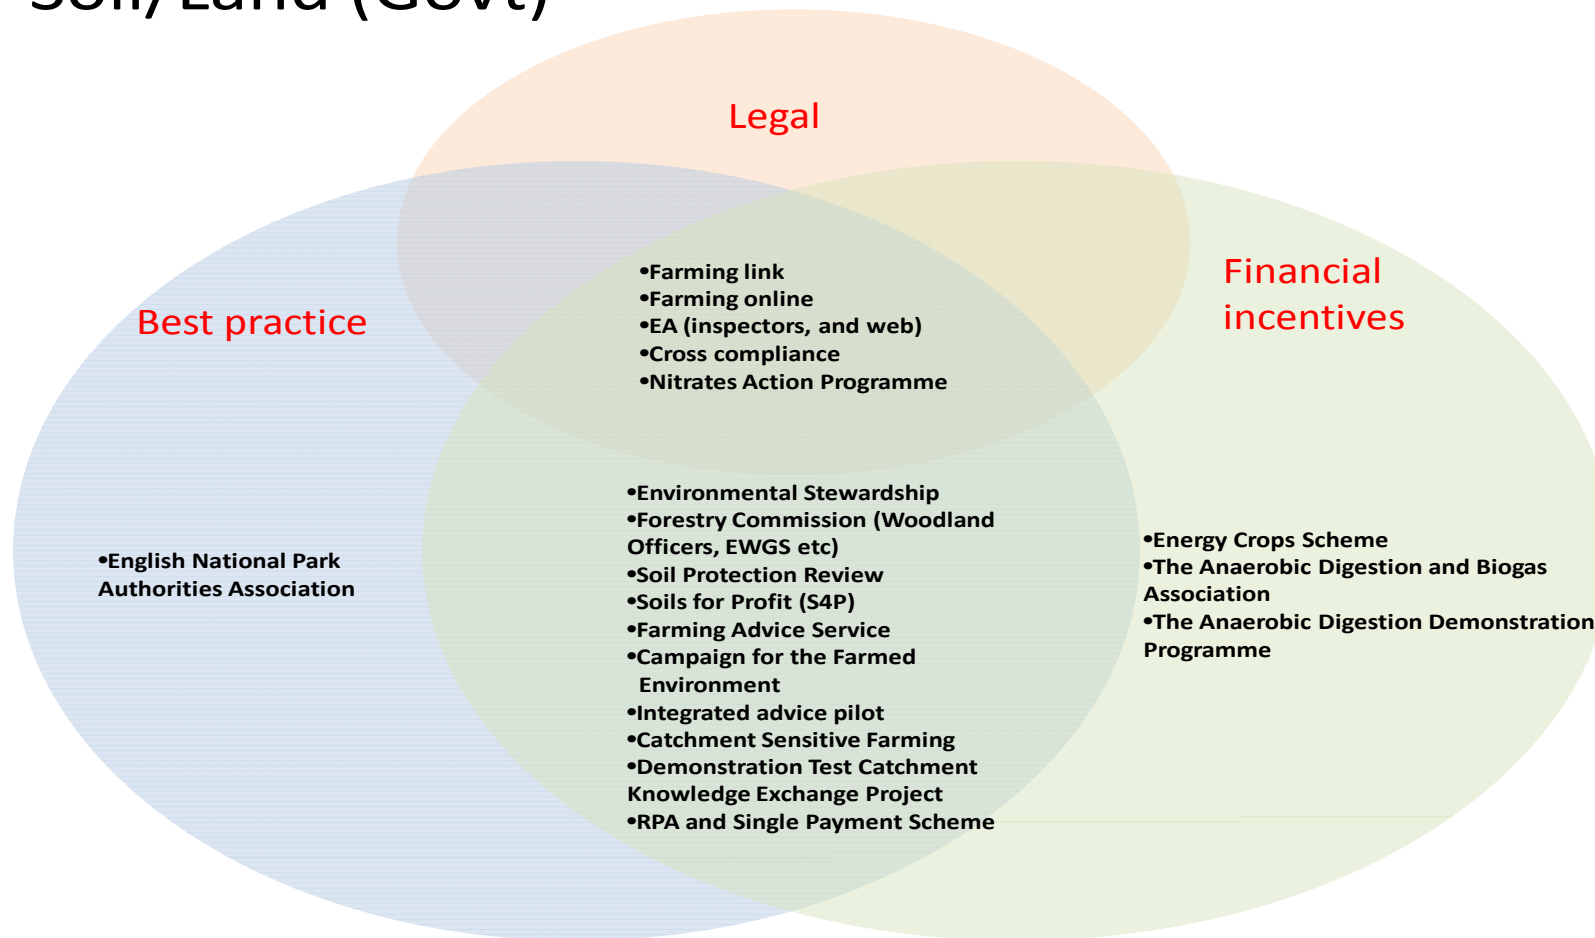 Soil/Land (Govt)
Legal
Best practice
Financial
incentives
•Farming link
•Farming online
•EA (inspectors, and web)
•Cross compliance
•Nitrates Action Programme
•English National Park
Authorities Association
•Environmental Stewardship
•Forestry Commission (Woodland
Officers, EWGS etc)
•Soil Protection Review
•Soils for Profit (S4P)
•Farming Advice Service
•Campaign for the Farmed
Environment
•Integrated advice pilot
•Catchment Sensitive Farming
•Demonstration Test Catchment
Knowledge Exchange Project
•RPA and Single Payment Scheme
•Energy Crops Scheme
•The Anaerobic Digestion and Biogas
Association
•The Anaerobic Digestion Demonstration
Programme